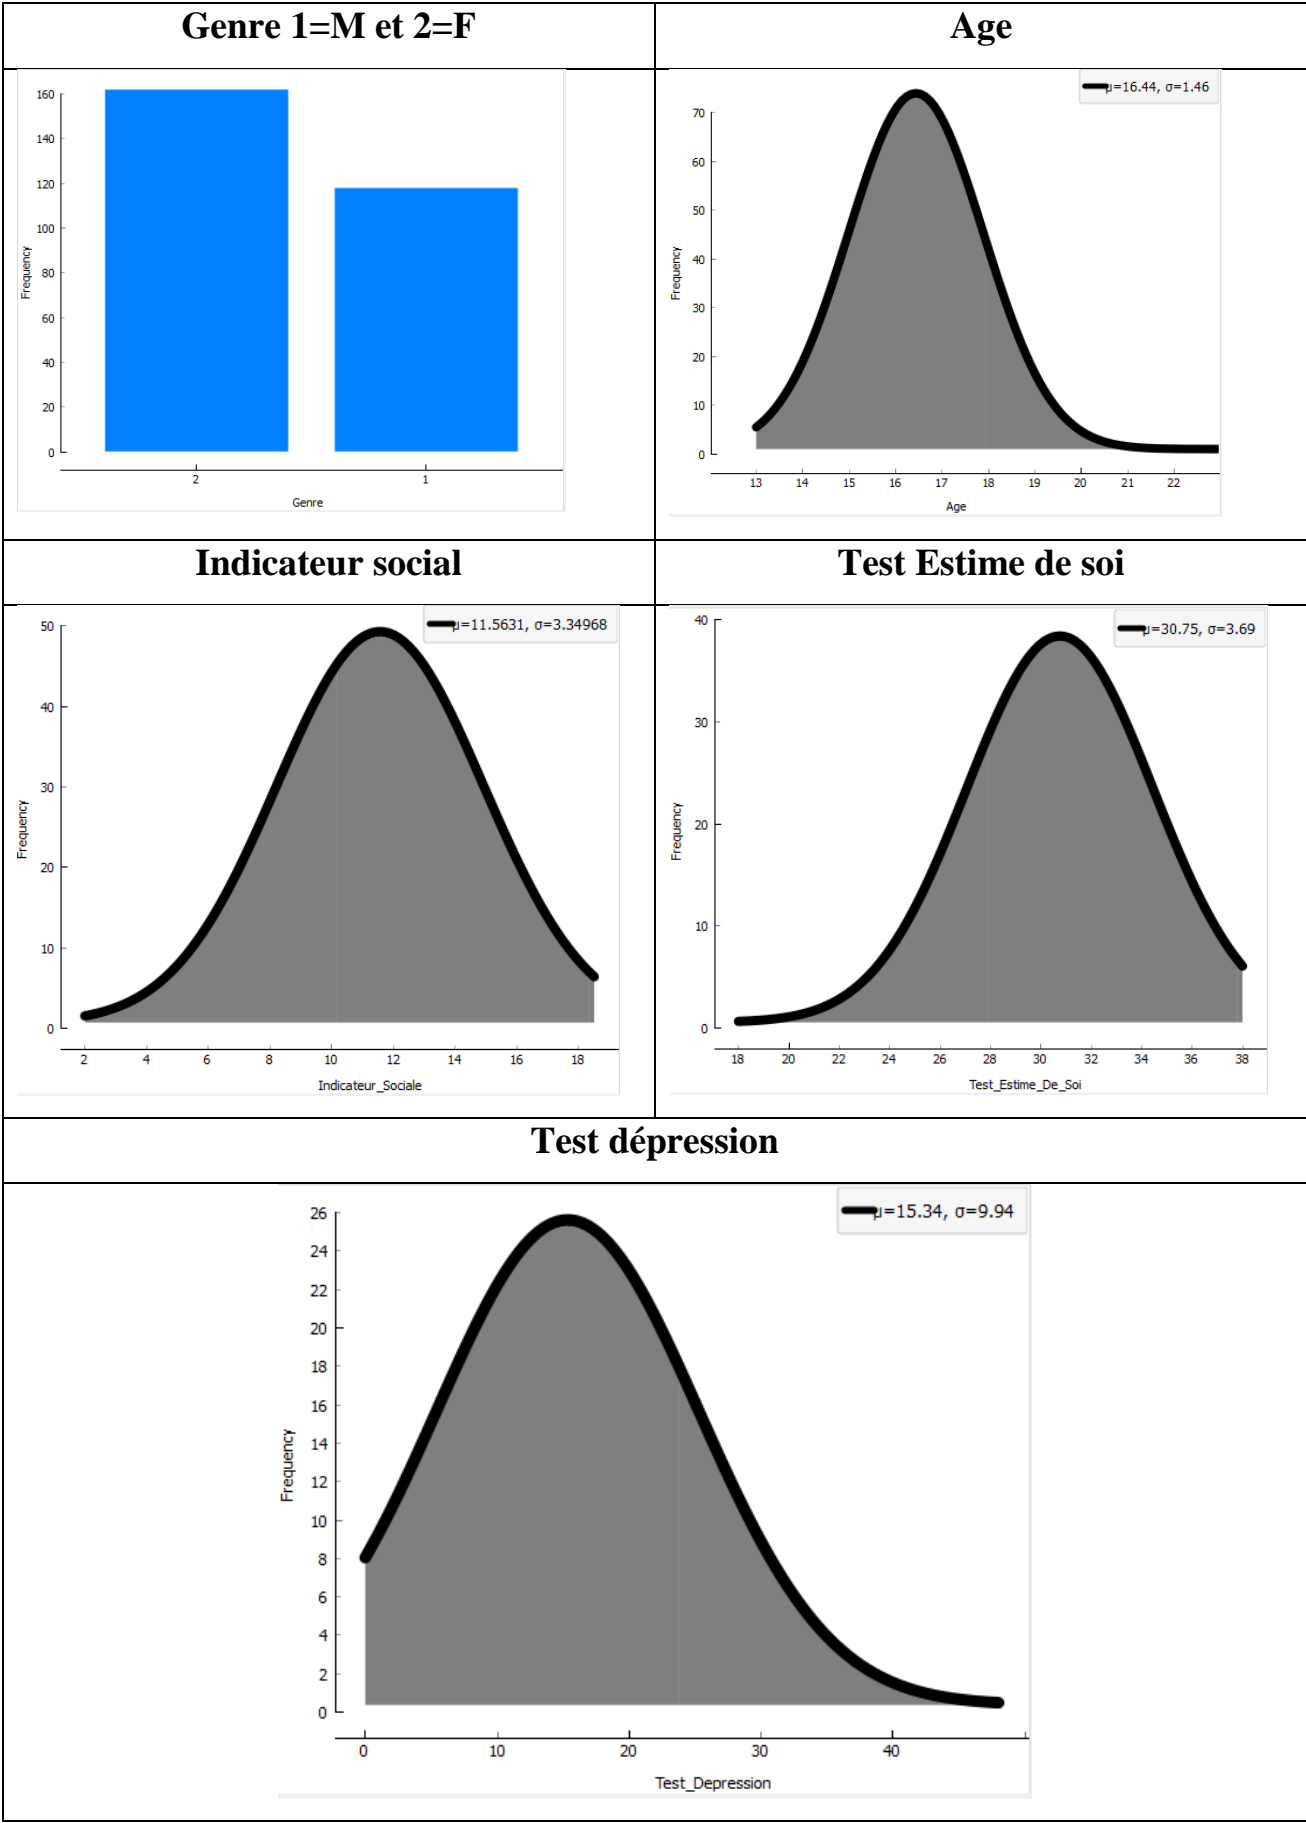 Genre 1=M et 2=F
Age
160
140
120
100
80
60
40
20
0
Frequency
2
1
Genre
μ=16.44, σ=1.46
70
60
50
40
30
20
10
0
Frequency
13 14 15 16 17 18 19 20 21 22
Age
Indicateur social
Test Estime de soi
μ=11.5631, σ=3.34968
50
40
30
20
10
0
Frequency
2 4 6 8 10 12 14 16 18
Indicateur_Sociale
μ=30.75, σ=3.69
40
30
20
10
0
Frequency
18 20 22 24 26 28 30 32 34 36 38
Test_Estime_De_Soi
Test dépression
μ=15.34, σ=9.94
26
24
22
20
18
16
14
12
10
8
6
4
2
0
Frequency
0 10 20 30 40
Test_Depression